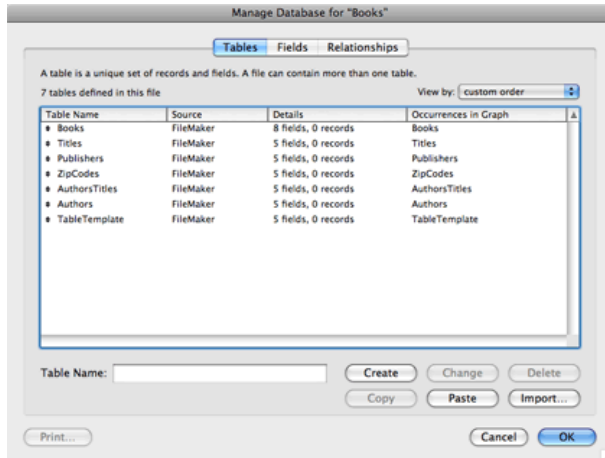 Manage Database for "Books"
Tables Fields Relationships
A table is a unique set of records and fields. A file can contain more than one table.
7 tables defined in this file View by: custom order
Table Name Source Details Occurrences in Graph
Books FileMaker 8 fields, 0 records Books
Titles FileMaker 5 fields, 0 records Titles
Publishers FileMaker 5 fields, 0 records Publishers
ZipCodes FileMaker 5 fields, 0 records ZipCodes
AuthorsTitles FileMaker 5 fields, 0 records AuthorsTitles
Authors FileMaker 5 fields, 0 records Authors
TableTemplate FileMaker 5 fields, 0 records TableTemplate
Table Name: Create Change Delete
Copy Paste Import...
Print... Cancel OK